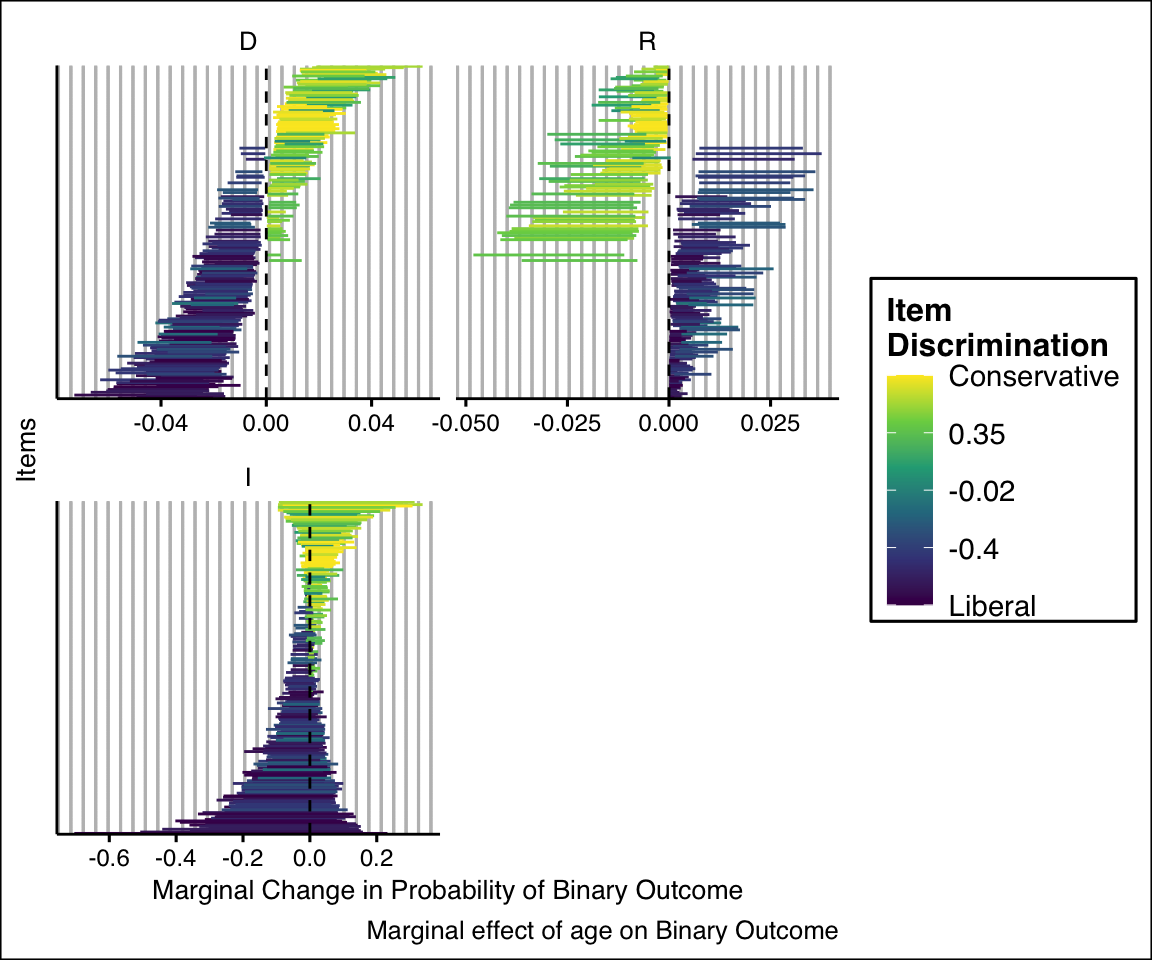 D R
-0.04 0.00 0.04 -0.050 -0.025 0.000 0.025
Items
I
-0.6 -0.4 -0.2 0.0 0.2
Marginal Change in Probability of Binary Outcome
Marginal effect of age on Binary Outcome
Item
Discrimination
Conservative
0.35
-0.02
-0.4
Liberal